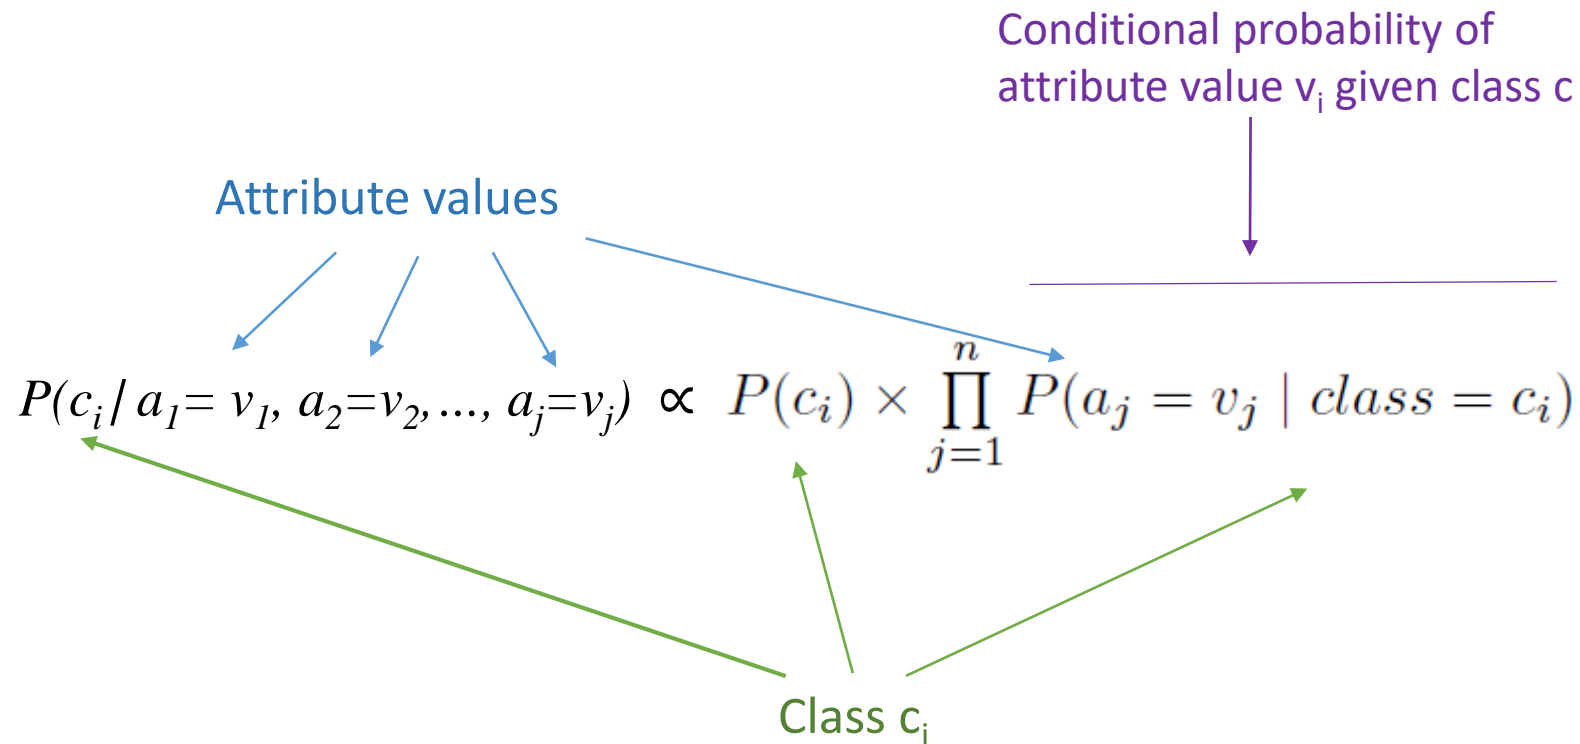 Conditional probability of
attribute value vᵢ given class c
Attribute values
P(cᵢ/ a₁= v₁, a₂=v₂,..., aⱼ=vⱼ) ∝ P(cᵢ) × ∏ⱼ₌₁ⁿ P(aⱼ = vⱼ | class = cᵢ)
Class cᵢ